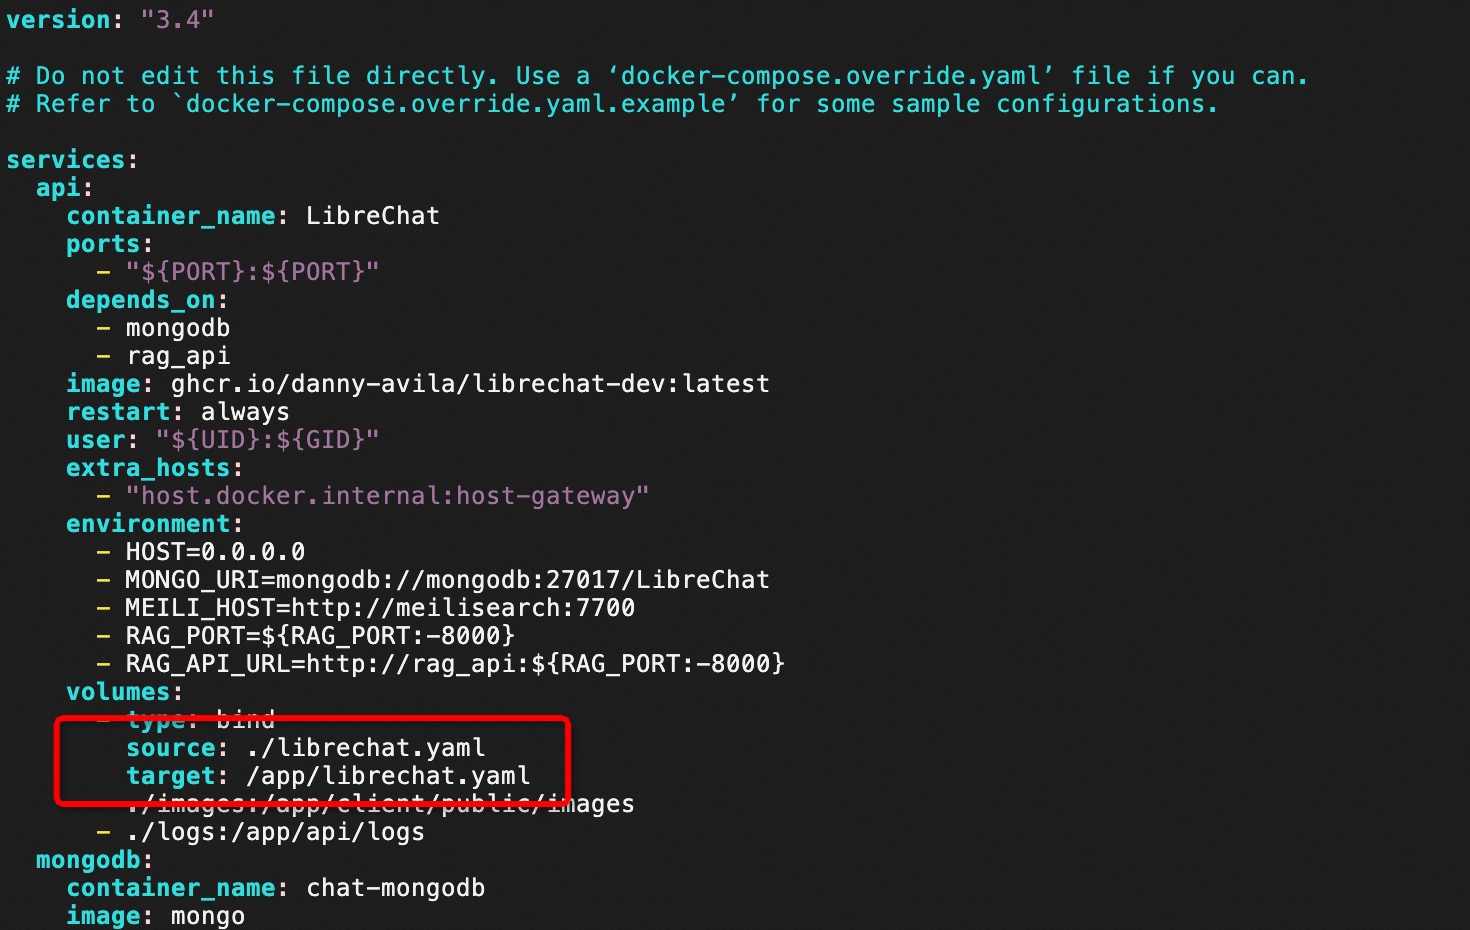 version: "3.4"

# Do not edit this file directly. Use a ‘docker-compose.override.yaml’ file if you can.
# Refer to `docker-compose.override.yaml.example’ for some sample configurations.

services:
  api:
    container_name: LibreChat
    ports:
      - "${PORT}:${PORT}"
    depends_on:
      - mongodb
      - rag_api
    image: ghcr.io/danny-avila/librechat-dev:latest
    restart: always
    user: "${UID}:${GID}"
    extra_hosts:
      - "host.docker.internal:host-gateway"
    environment:
      - HOST=0.0.0.0
      - MONGO_URI=mongodb://mongodb:27017/LibreChat
      - MEILI_HOST=http://meilisearch:7700
      - RAG_PORT=${RAG_PORT:-8000}
      - RAG_API_URL=http://rag_api:${RAG_PORT:-8000}
    volumes:
      - type: bind
        source: ./librechat.yaml
        target: /app/librechat.yaml
        ./images:/app/client/public/images
      - ./logs:/app/api/logs
  mongodb:
    container_name: chat-mongodb
    image: mongo